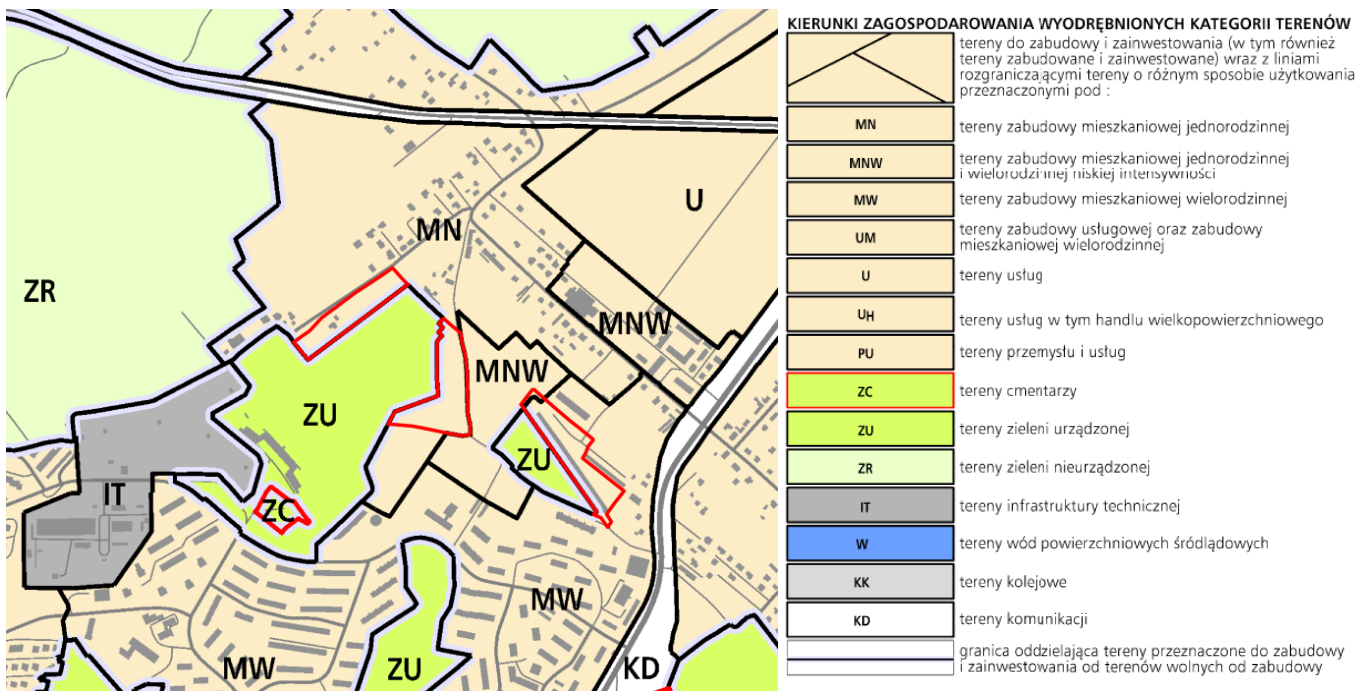 ZR
MN
U
MNW
MNW
ZU
ZU
IT
ZC
MW
MW
ZU
KD
KIERUNKI ZAGOSPODAROWANIA WYODRĘBNIONYCH KATEGORII TERENÓW
tereny do zabudowy i zainwestowania (w tym również
tereny zabudowane i zainwestowane) wraz z liniami
rozgraniczającymi tereny o różnym sposobie użytkowania
przeznaczonymi pod :
MN tereny zabudowy mieszkaniowej jednorodzinnej
MNW tereny zabudowy mieszkaniowej jednorodzinnej
i wielorodzinnej niskiej intensywności
MW tereny zabudowy mieszkaniowej wielorodzinnej
UM tereny zabudowy usługowej oraz zabudowy
mieszkaniowej wielorodzinnej
U tereny usług
UH tereny usług w tym handlu wielkopowierzchniowego
PU tereny przemysłu i usług
ZC tereny cmentarzy
ZU tereny zieleni urządzonej
ZR tereny zieleni nieurządzonej
IT tereny infrastruktury technicznej
W tereny wód powierzchniowych śródlądowych
KK tereny kolejowe
KD tereny komunikacji
granica oddzielająca tereny przeznaczone do zabudowy
i zainwestowania od terenów wolnych od zabudowy